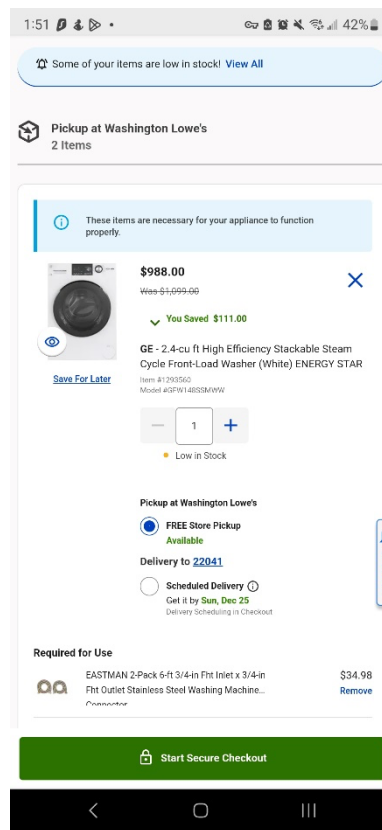 1:51
42%
Some of your items are low in stock! View All
Pickup at Washington Lowe's
2 Items
These items are necessary for your appliance to function
properly.
$988.00
Was $1,099.00
You Saved $111.00
GE - 2.4-cu ft High Efficiency Stackable Steam
Cycle Front-Load Washer (White) ENERGY STAR
Item #1293560
Model #GFW148SSMWW
Save For Later
1
Low in Stock
Pickup at Washington Lowe's
FREE Store Pickup
Available
Delivery to 22041
Scheduled Delivery
Get it by Sun, Dec 25
Delivery Scheduling in Checkout
Required for Use
EASTMAN 2-Pack 6-ft 3/4-in Fht Inlet x 3/4-in
Fht Outlet Stainless Steel Washing Machine...
Connector
$34.98
Remove
Start Secure Checkout